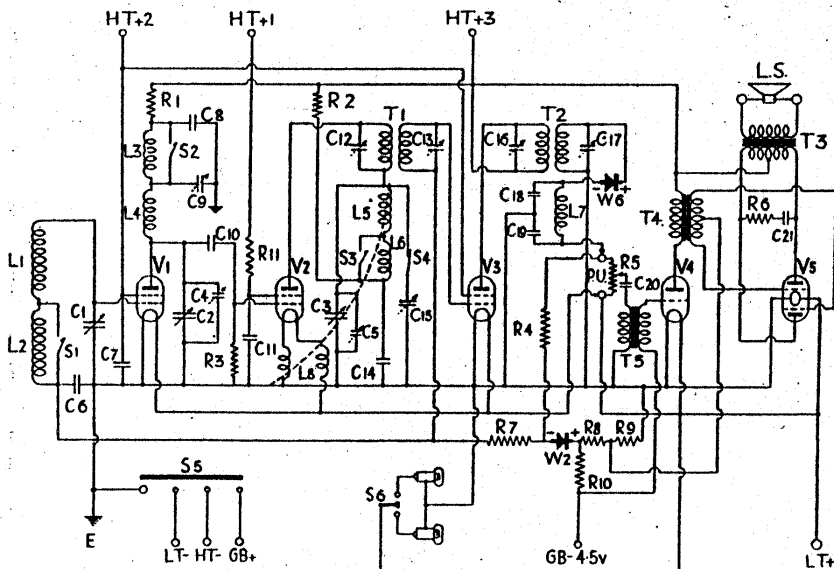 HT+2 HT+1 HT+3
L.S.
R1 C8 R2 T1 T2
C12 C13 C16 C17 T3
L3 S2
W6
C9 C18 R6
L4 L5 L7 T4
C10 C19 C21
L6
R11 S3 S4 R5
L1 V1 V2 V3 P.U. C20 V4 V5
C4
C1 C2 C3 C15
R4
L2 C5
S1 C7 R3 C11 T5
L8 C14
C6
R7 R8 R9
W2
S5 S6 R10
E LT- HT- GB+ GB-4·5v LT+